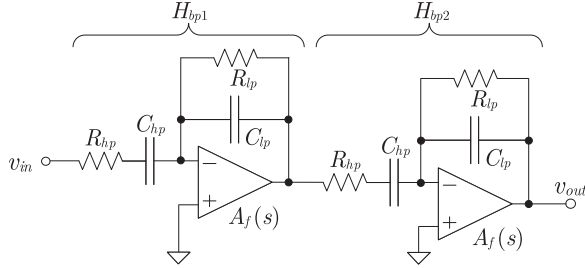 H_{bp1}
H_{bp2}
R_{lp}
C_{lp}
R_{hp}
C_{hp}
v_{in}
−
+
A_f(s)
R_{lp}
C_{lp}
R_{hp}
C_{hp}
−
+
A_f(s)
v_{out}